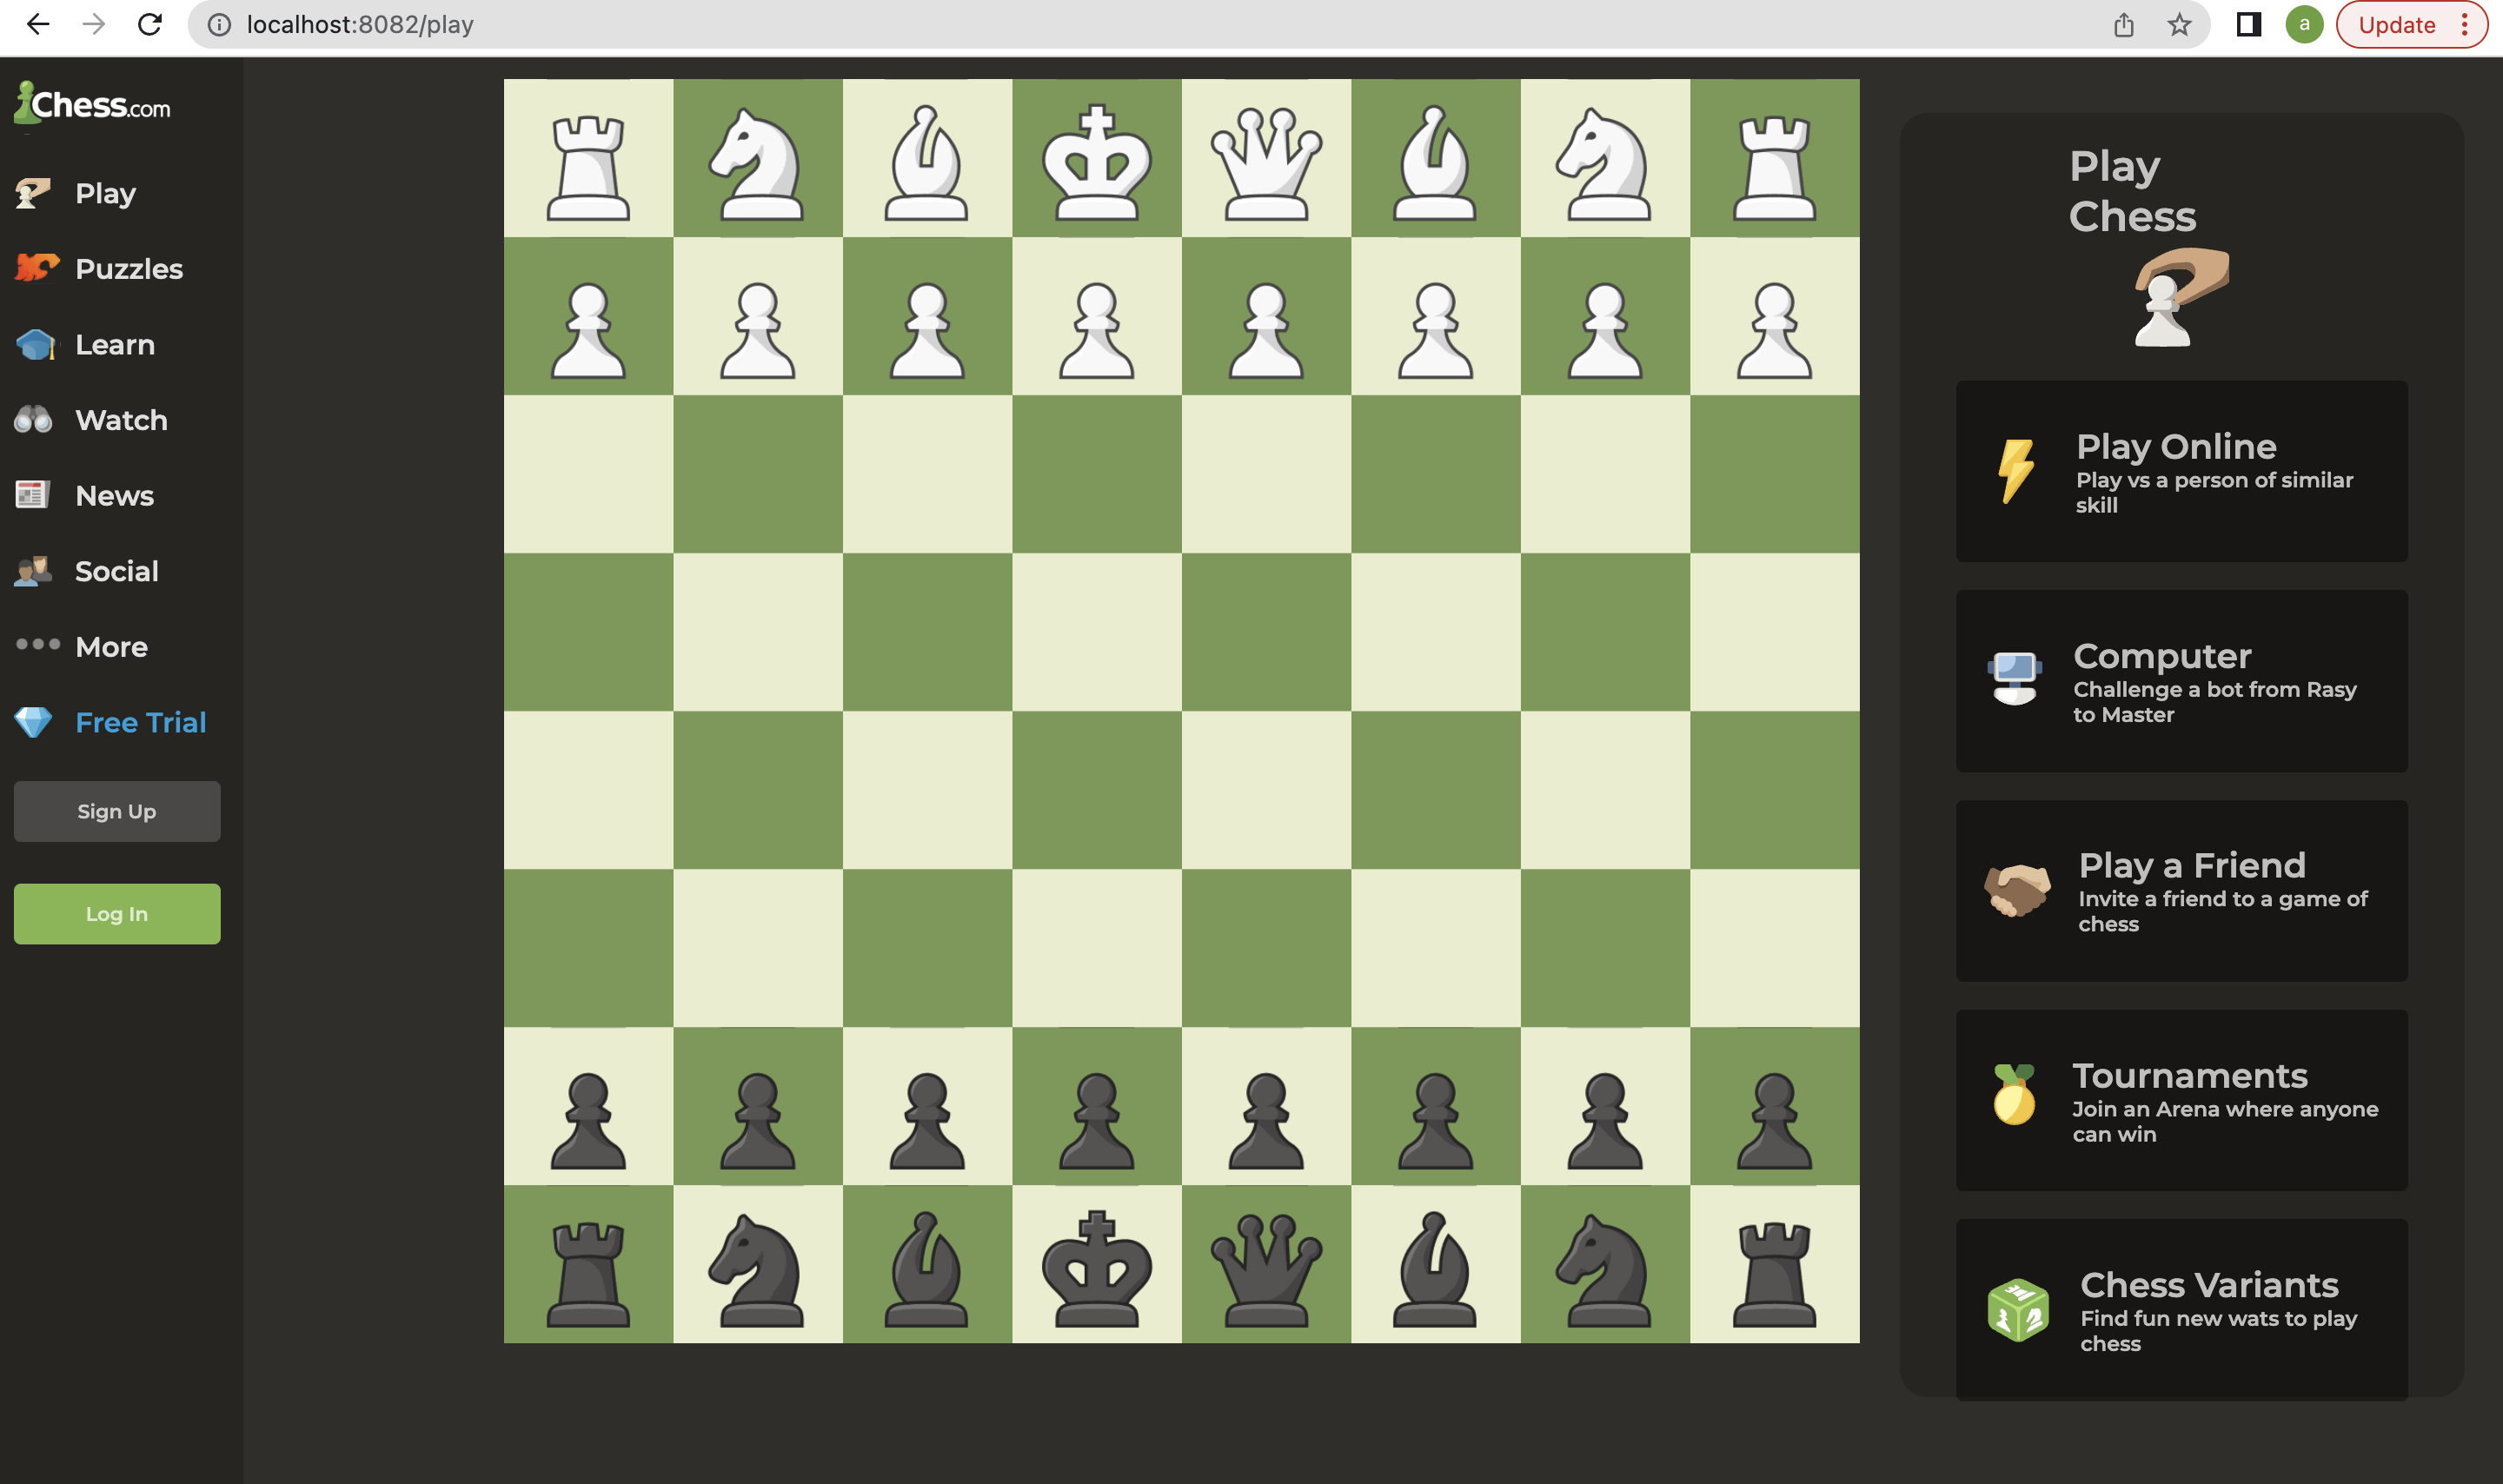 localhost:8082/play
a
Update
Chess.com
Play
Puzzles
Learn
Watch
News
Social
More
Free Trial
Sign Up
Log In
Play
Chess
Play Online
Play vs a person of similar
skill
Computer
Challenge a bot from Rasy
to Master
Play a Friend
Invite a friend to a game of
chess
Tournaments
Join an Arena where anyone
can win
Chess Variants
Find fun new wats to play
chess